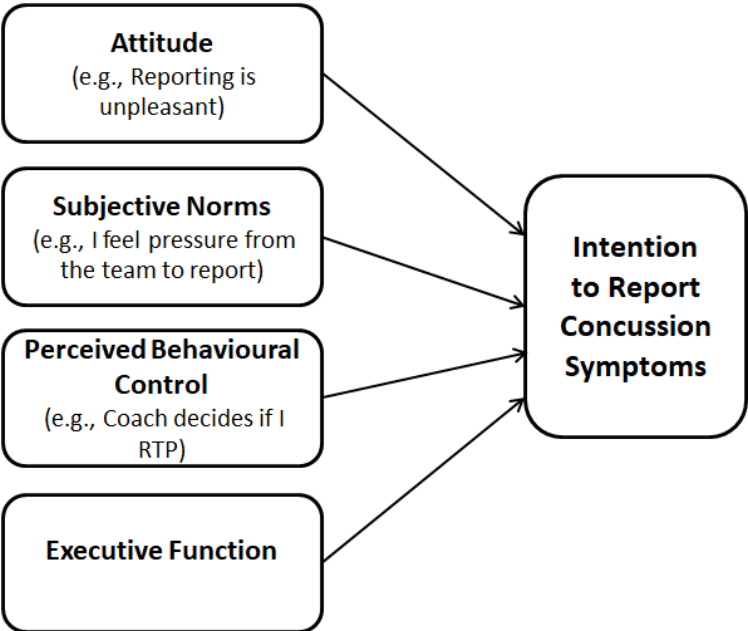 Attitude
(e.g., Reporting is
unpleasant)
Subjective Norms
(e.g., I feel pressure from
the team to report)
Perceived Behavioural
Control
(e.g., Coach decides if I
RTP)
Executive Function
Intention
to Report
Concussion
Symptoms